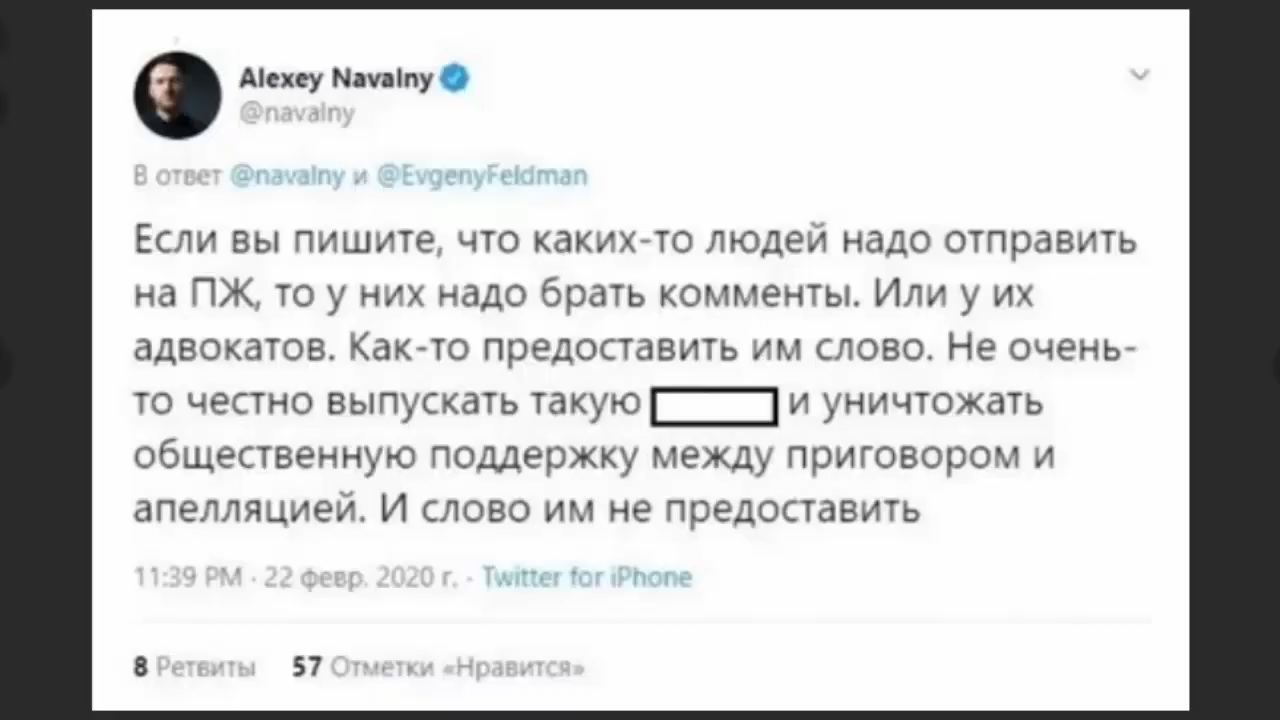 Alexey Navalny
@navalny
В ответ @navalny и @EvgenyFeldman
Если вы пишите, что каких-то людей надо отправить
на ПЖ, то у них надо брать комменты. Или у их
адвокатов. Как-то предоставить им слово. Не очень-
то честно выпускать такую и уничтожать
общественную поддержку между приговором и
апелляцией. И слово им не предоставить
11:39 PM · 22 февр. 2020 г. · Twitter for iPhone
8 Ретвиты 57 Отметки «Нравится»